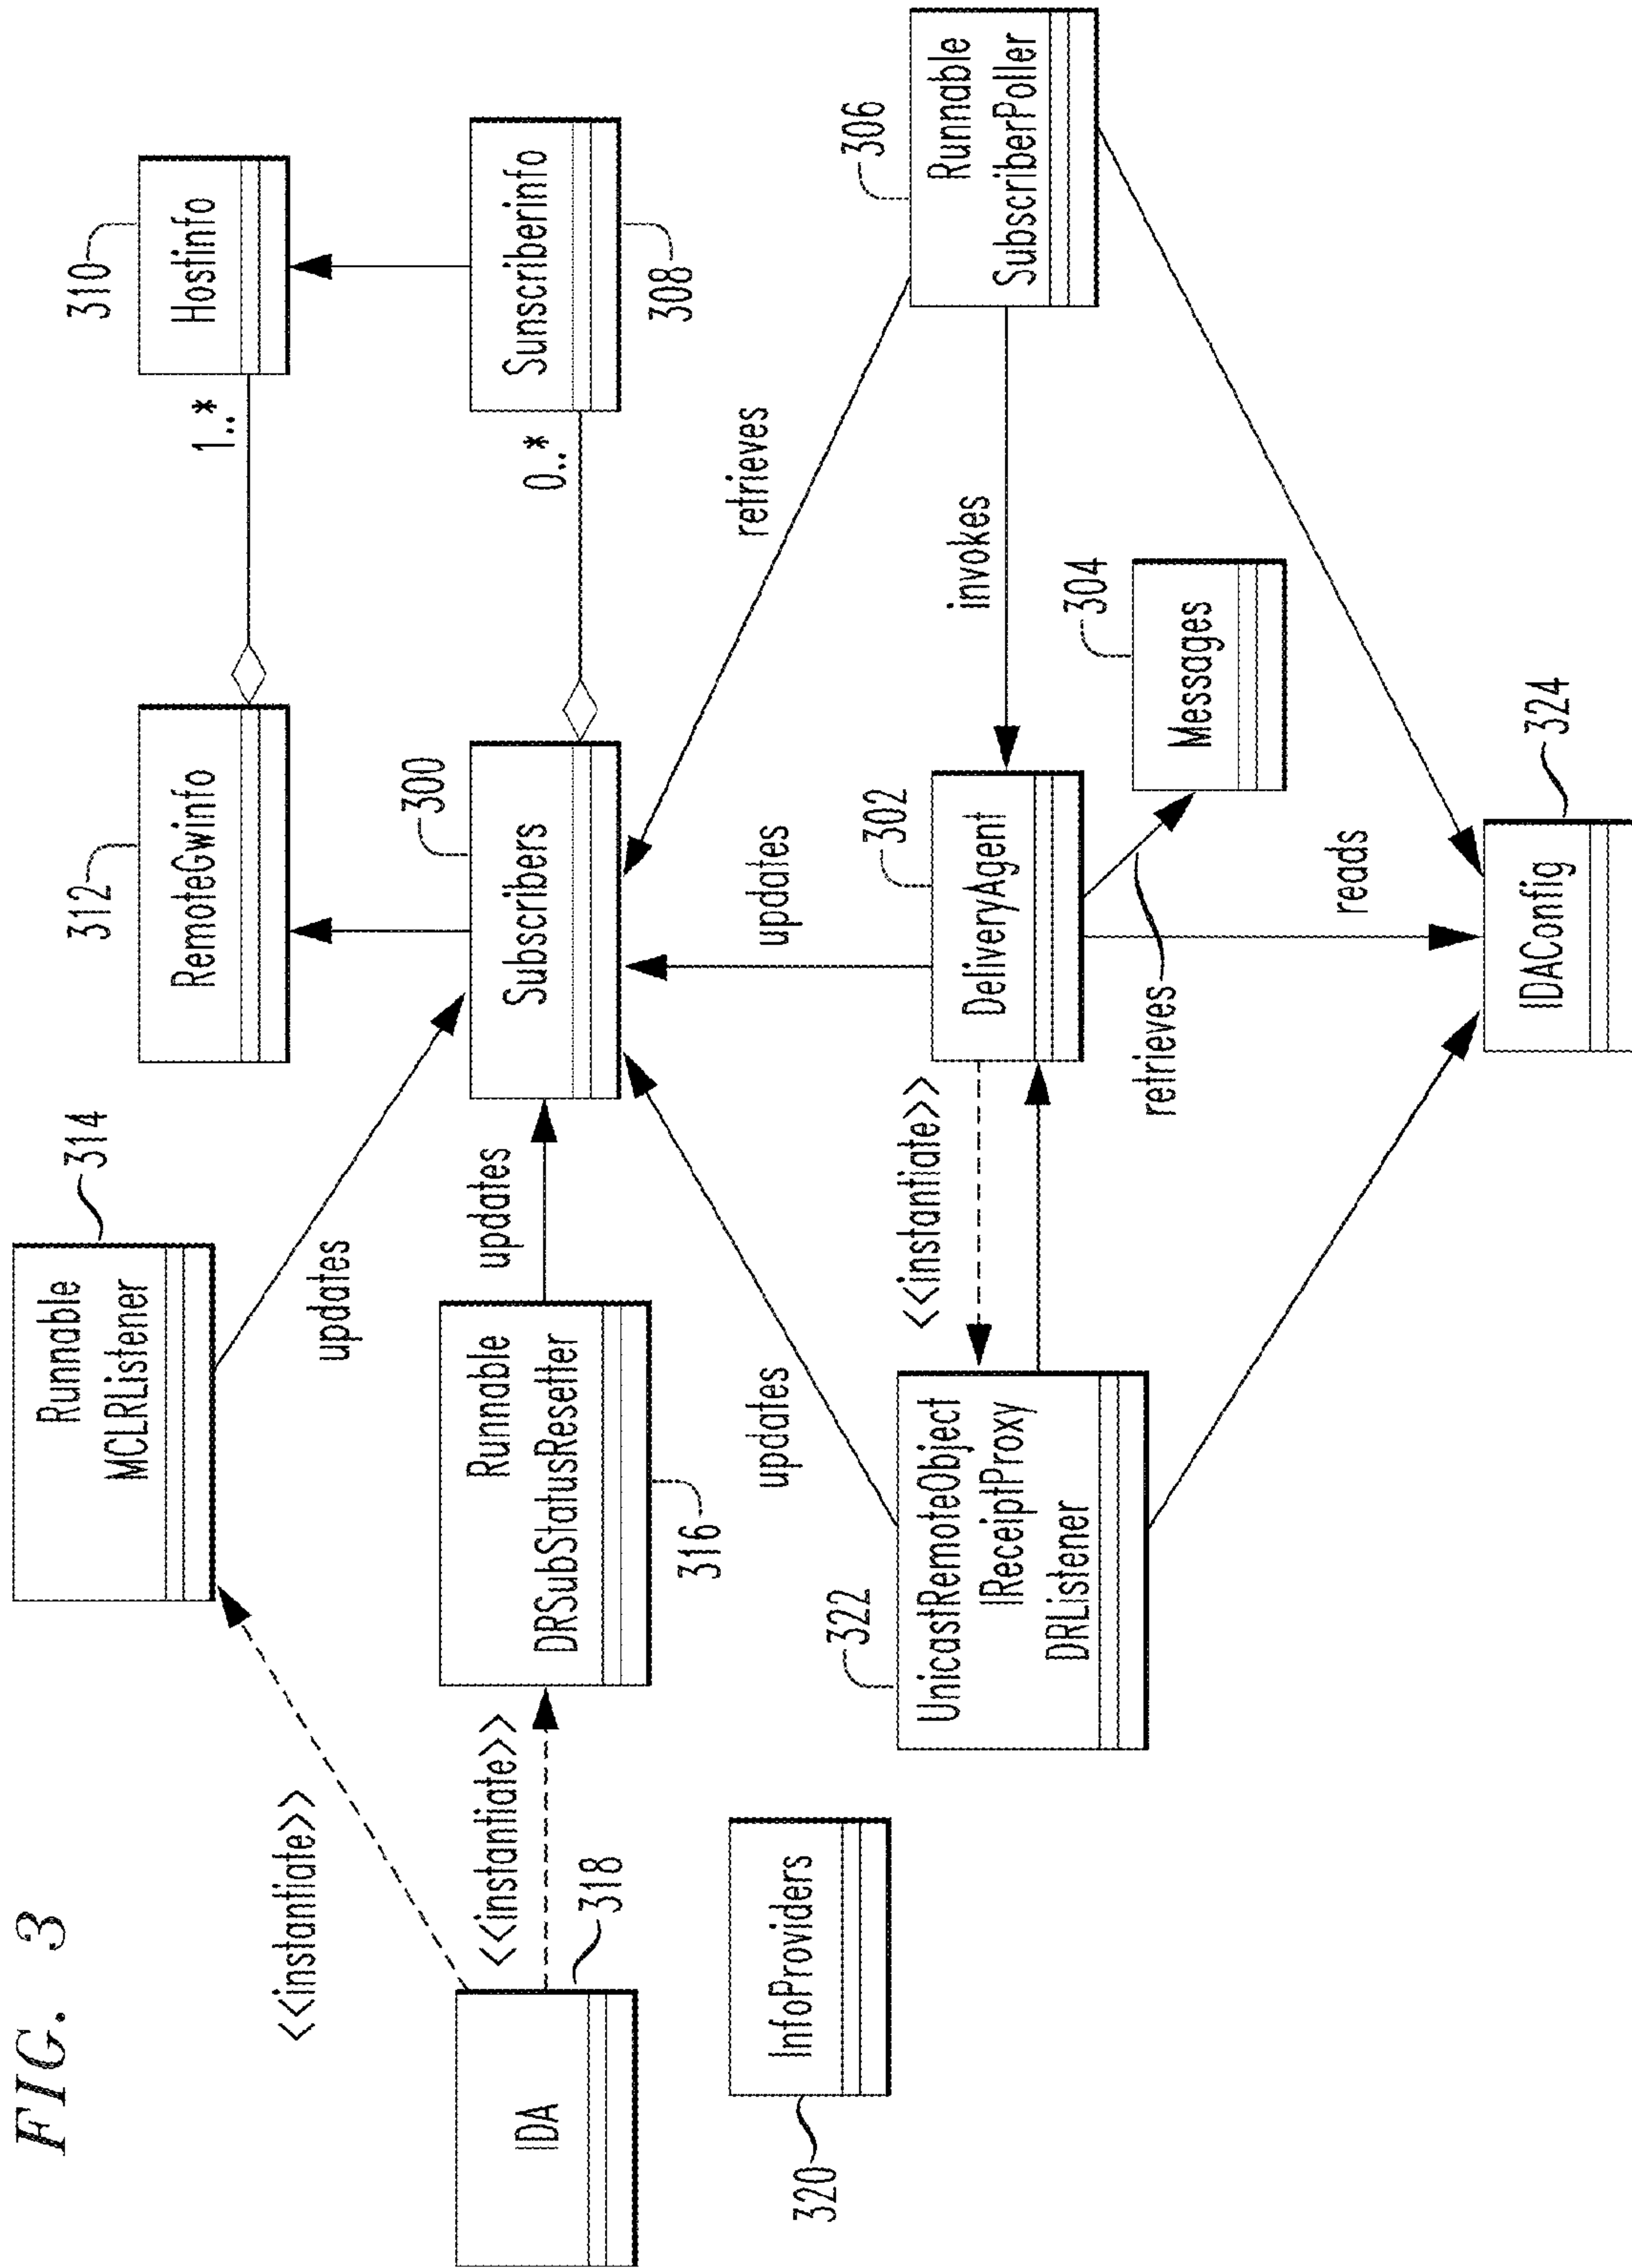 FIG. 3
Runnable
MCLRListener
314
RemoteGwinfo
312
1..*
Hostinfo
310
<<instantiate>>
updates
IDA
318
<<instantiate>>
Runnable
DRSubStatusResetter
316
updates
Subscribers
300
0..*
Sunscriberinfo
308
InfoProviders
320
updates
updates
retrieves
322
UnicastRemoteObject
IReceiptProxy
DRListener
<<instantiate>>
DeliveryAgent
302
invokes
306
Runnable
SubscriberPoller
retrieves
Messages
304
reads
IDAConfig
324